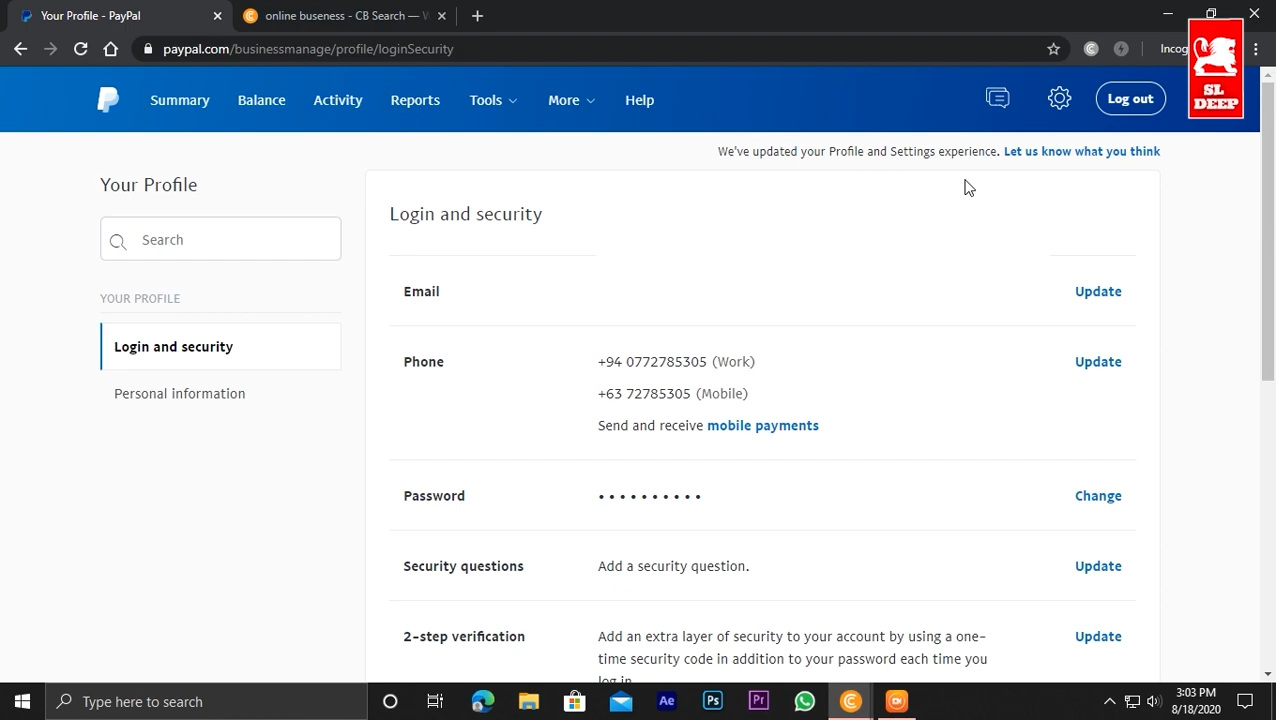 Your Profile - PayPal
online buseness - CB Search — W
paypal.com/businessmanage/profile/loginSecurity
Incog
SL
DEEP
Summary
Balance
Activity
Reports
Tools
More
Help
Log out
We've updated your Profile and Settings experience. Let us know what you think
Your Profile
Search
YOUR PROFILE
Login and security
Personal information
Login and security
Email
Update
Phone
+94 0772785305 (Work)
Update
+63 72785305 (Mobile)
Send and receive mobile payments
Password
• • • • • • • • • •
Change
Security questions
Add a security question.
Update
2-step verification
Add an extra layer of security to your account by using a one-
Update
time security code in addition to your password each time you
log in.
Type here to search
Ae
Ps
Pr
3:03 PM
8/18/2020